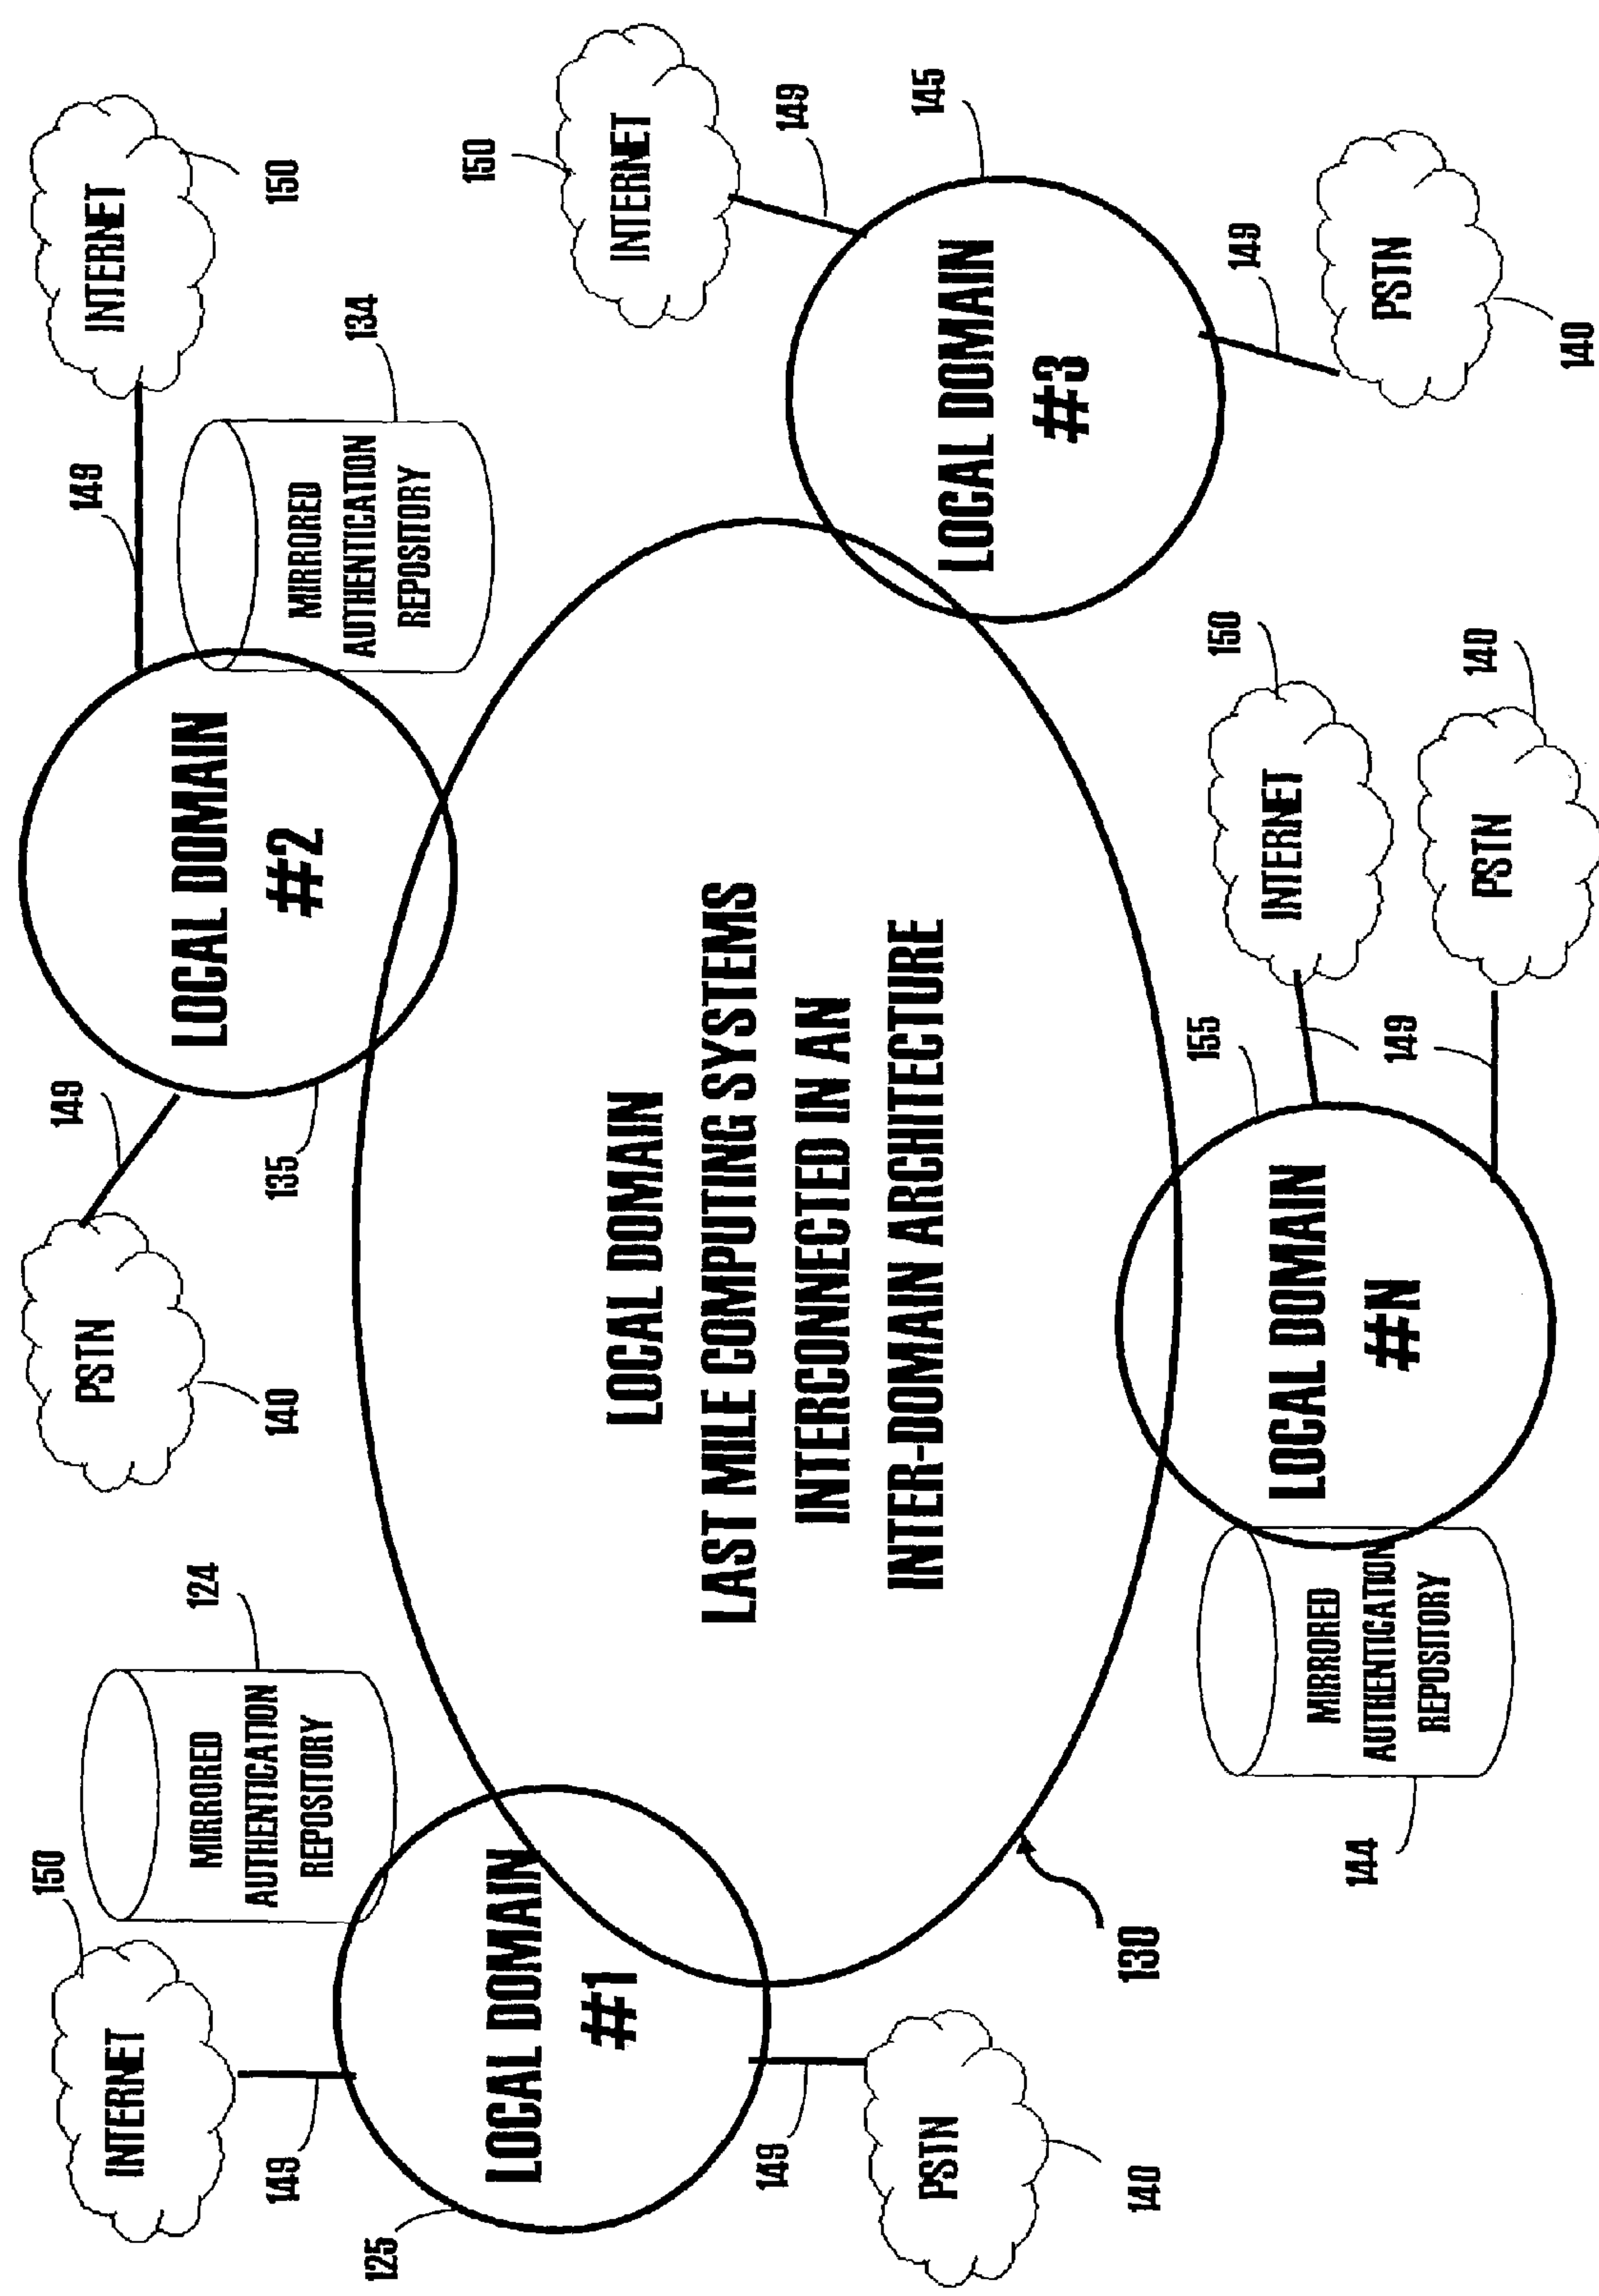 150
149
149
INTERNET
PSTN
INTERNET
124
LOCAL DOMAIN
#2
MIRRORED
AUTHENTICATION
REPOSITORY
149
140
135
150
MIRRORED
AUTHENTICATION
REPOSITORY
134
125
LOCAL DOMAIN
#1
150
INTERNET
LOCAL DOMAIN
LAST MILE COMPUTING SYSTEMS
INTERCONNECTED IN AN
INTER-DOMAIN ARCHITECTURE
149
149
PSTN
145
LOCAL DOMAIN
#3
140
130
155
150
149
LOCAL DOMAIN
#N
INTERNET
MIRRORED
AUTHENTICATION
REPOSITORY
144
149
PSTN
140
PSTN
140